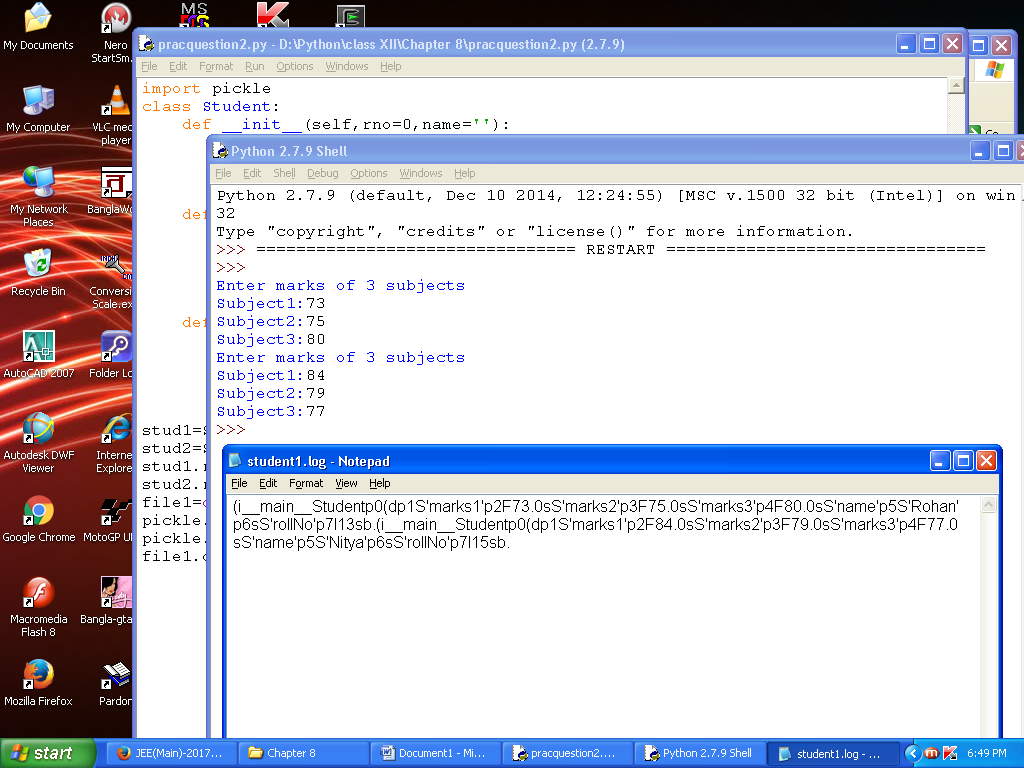 My Documents
Nero
StartSm...
MS
My Computer
VLC med
player
My Network
Places
BanglaWo
Recycle Bin
Conversi
Scale.ex
AutoCAD 2007
Folder Lo
Autodesk DWF
Viewer
Interne
Explore
Google Chrome
MotoGP U
Macromedia
Flash 8
Bangla-gta
Mozilla Firefox
Pardon
pracquestion2.py - D:\Python\class XII\Chapter 8\pracquestion2.py (2.7.9)
File Edit Format Run Options Windows Help
import pickle
class Student:
def __init__(self,rno=0,name=''):
def
def
stud1=S
stud2=S
stud1.r
stud2.r
file1=o
pickle.
pickle.
file1.c
Go
Python 2.7.9 Shell
File Edit Shell Debug Options Windows Help
Python 2.7.9 (default, Dec 10 2014, 12:24:55) [MSC v.1500 32 bit (Intel)] on win
32
Type "copyright", "credits" or "license()" for more information.
>>> ================================ RESTART ================================
>>>
Enter marks of 3 subjects
Subject1:73
Subject2:75
Subject3:80
Enter marks of 3 subjects
Subject1:84
Subject2:79
Subject3:77
>>>
student1.log - Notepad
File Edit Format View Help
(i__main__Studentp0(dp1S'marks1'p2F73.0sS'marks2'p3F75.0sS'marks3'p4F80.0sS'name'p5S'Rohan'
p6sS'rollNo'p7I13sb.(i__main__Studentp0(dp1S'marks1'p2F84.0sS'marks2'p3F79.0sS'marks3'p4F77.0
sS'name'p5S'Nitya'p6sS'rollNo'p7I15sb.
start
JEE(Main)-2017...
Chapter 8
Document1 - Mi...
pracquestion2....
Python 2.7.9 Shell
student1.log - ...
6:49 PM